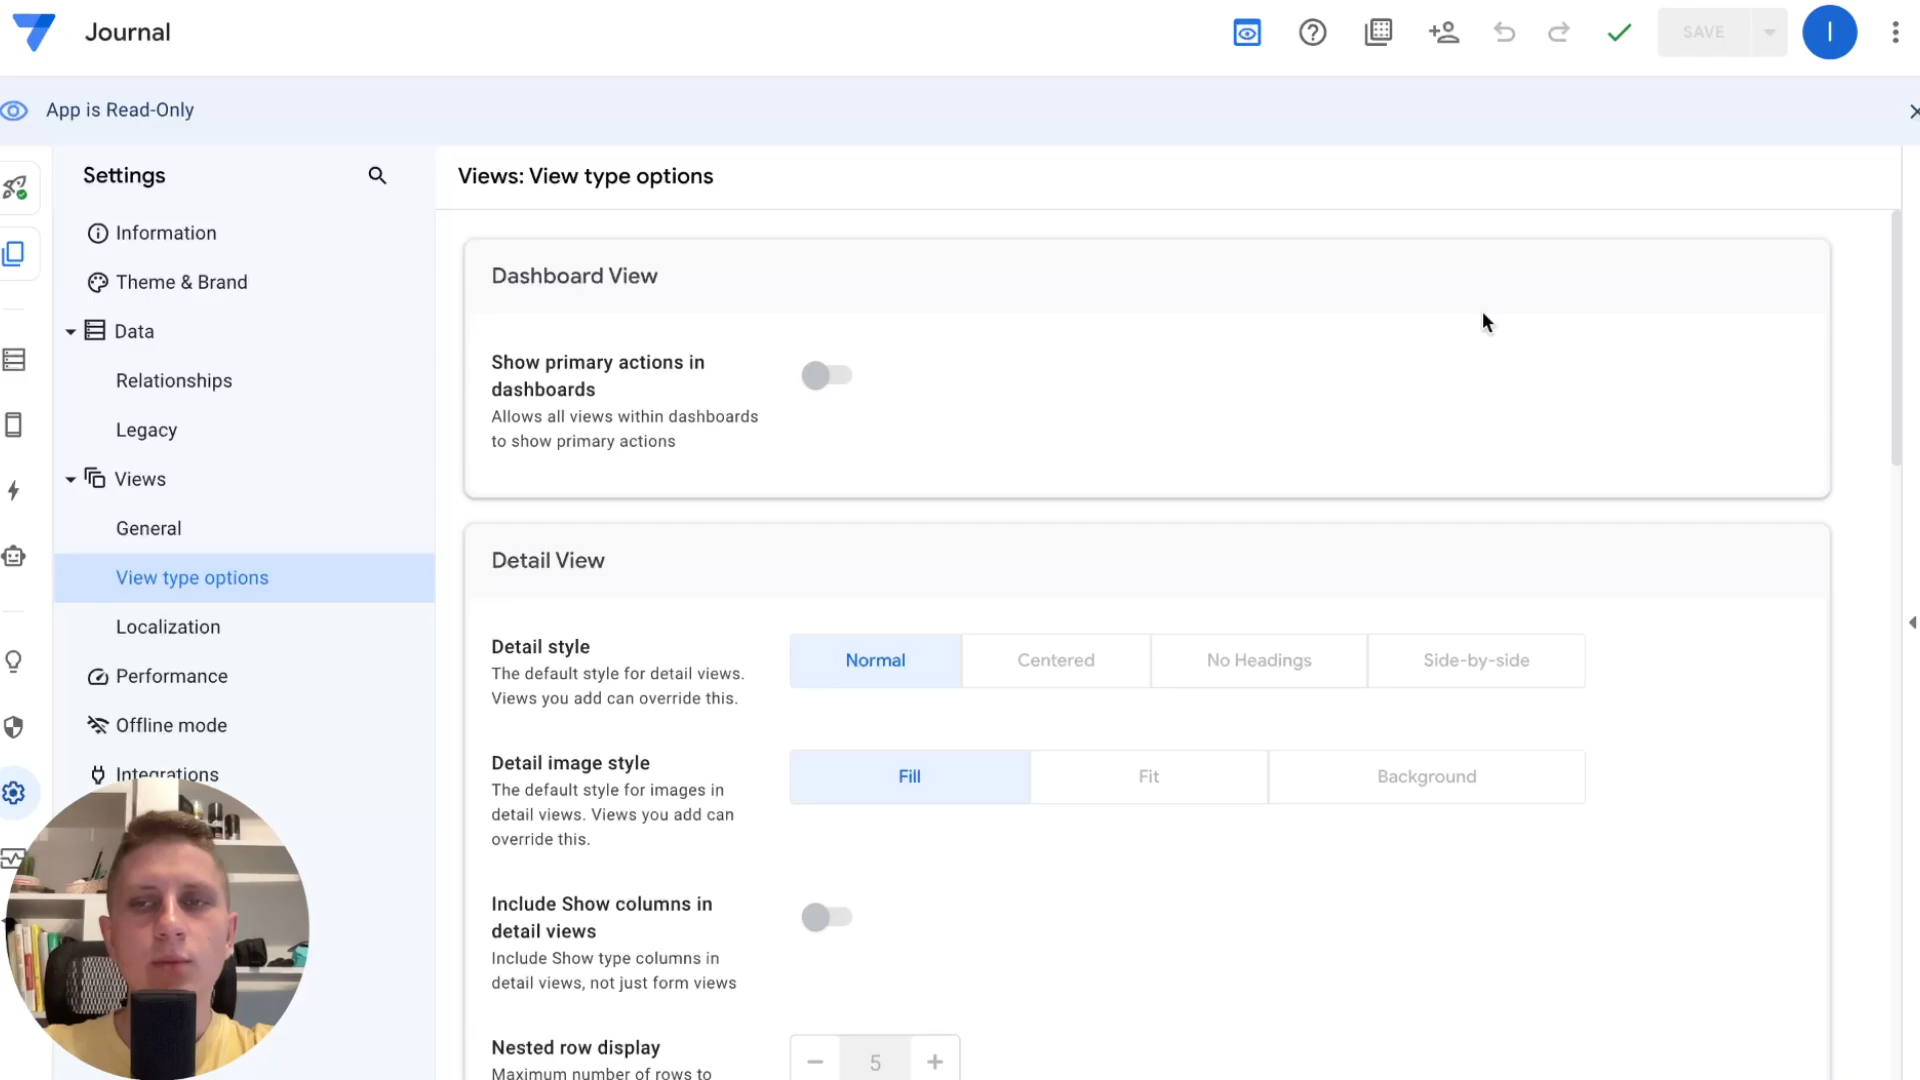 Journal
SAVE
I
App is Read-Only
Settings
Information
Theme & Brand
Data
Relationships
Legacy
Views
General
View type options
Localization
Performance
Offline mode
Integrations
Views: View type options
Dashboard View
Show primary actions in
dashboards
Allows all views within dashboards
to show primary actions
Detail View
Detail style
The default style for detail views.
Views you add can override this.
Normal
Centered
No Headings
Side-by-side
Detail image style
The default style for images in
detail views. Views you add can
override this.
Fill
Fit
Background
Include Show columns in
detail views
Include Show type columns in
detail views, not just form views
Nested row display
Maximum number of rows to
5